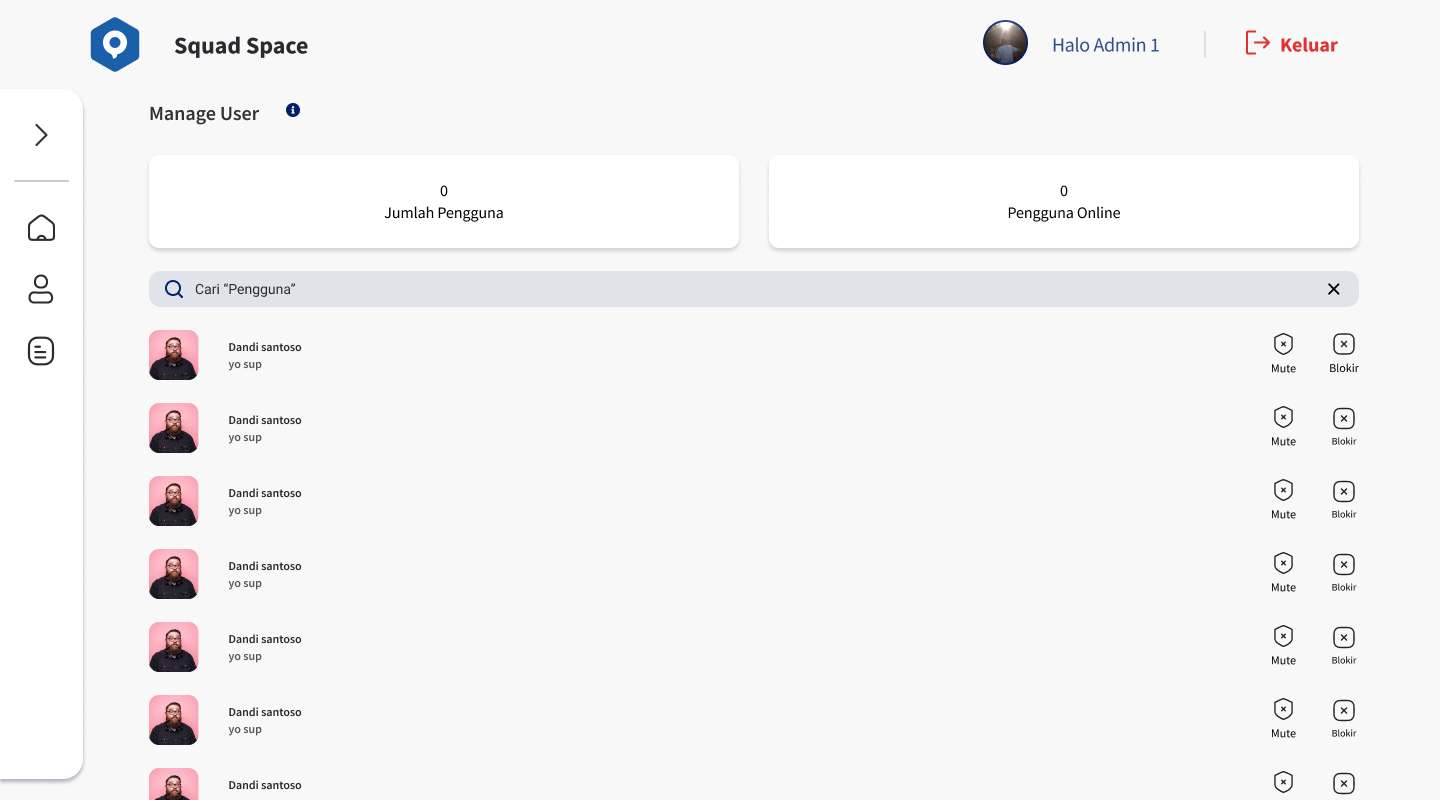 Squad Space
Halo Admin 1
Keluar
Manage User
0
Jumlah Pengguna
0
Pengguna Online
Cari “Pengguna”
Dandi santoso
yo sup
Mute
Blokir
Dandi santoso
yo sup
Mute
Blokir
Dandi santoso
yo sup
Mute
Blokir
Dandi santoso
yo sup
Mute
Blokir
Dandi santoso
yo sup
Mute
Blokir
Dandi santoso
yo sup
Mute
Blokir
Dandi santoso